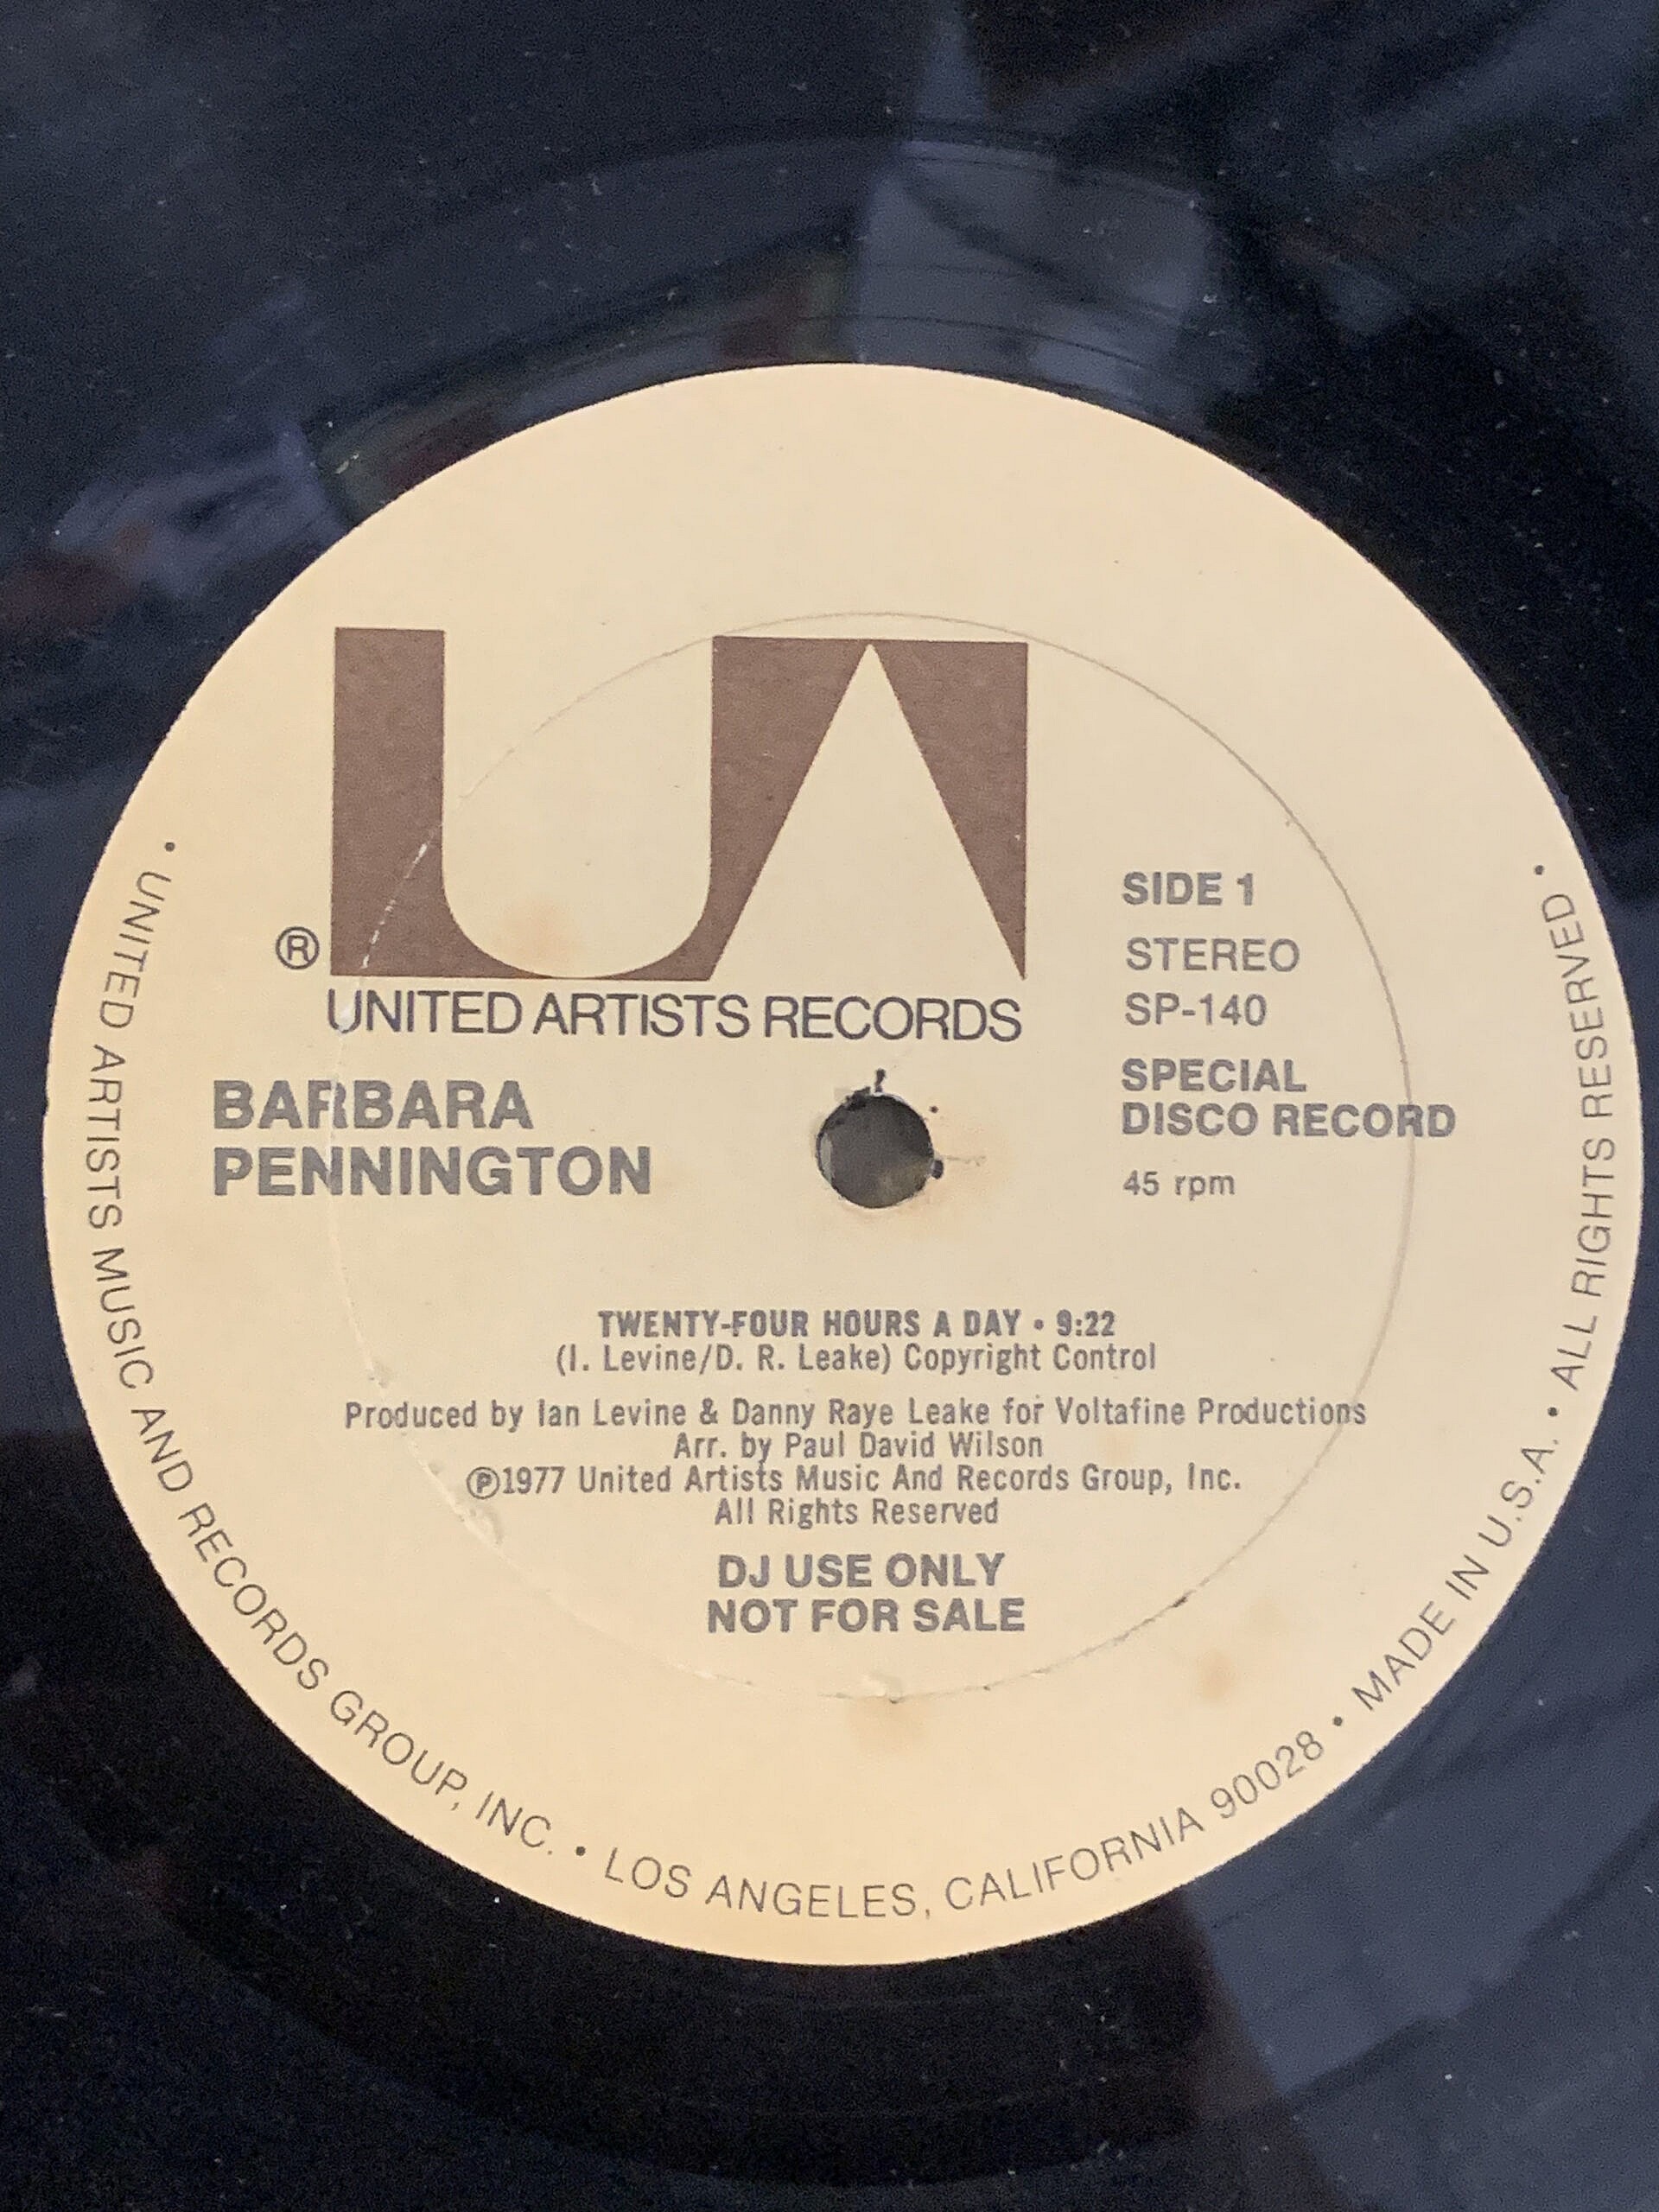 UA
®
UNITED ARTISTS RECORDS
SIDE 1
STEREO
SP-140
SPECIAL
DISCO RECORD
45 rpm
BARBARA
PENNINGTON
TWENTY-FOUR HOURS A DAY • 9:22
(I. Levine/D. R. Leake) Copyright Control
Produced by Ian Levine & Danny Raye Leake for Voltafine Productions
Arr. by Paul David Wilson
℗1977 United Artists Music And Records Group, Inc.
All Rights Reserved
DJ USE ONLY
NOT FOR SALE
• UNITED ARTISTS MUSIC AND RECORDS GROUP, INC. • LOS ANGELES, CALIFORNIA 90028 • MADE IN U.S.A. • ALL RIGHTS RESERVED •